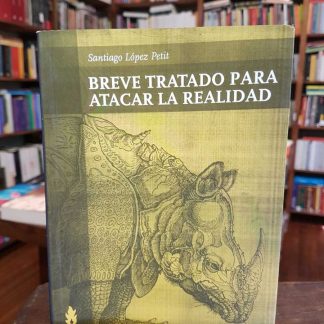 Santiago López Petit
BREVE TRATADO PARA
ATACAR LA REALIDAD